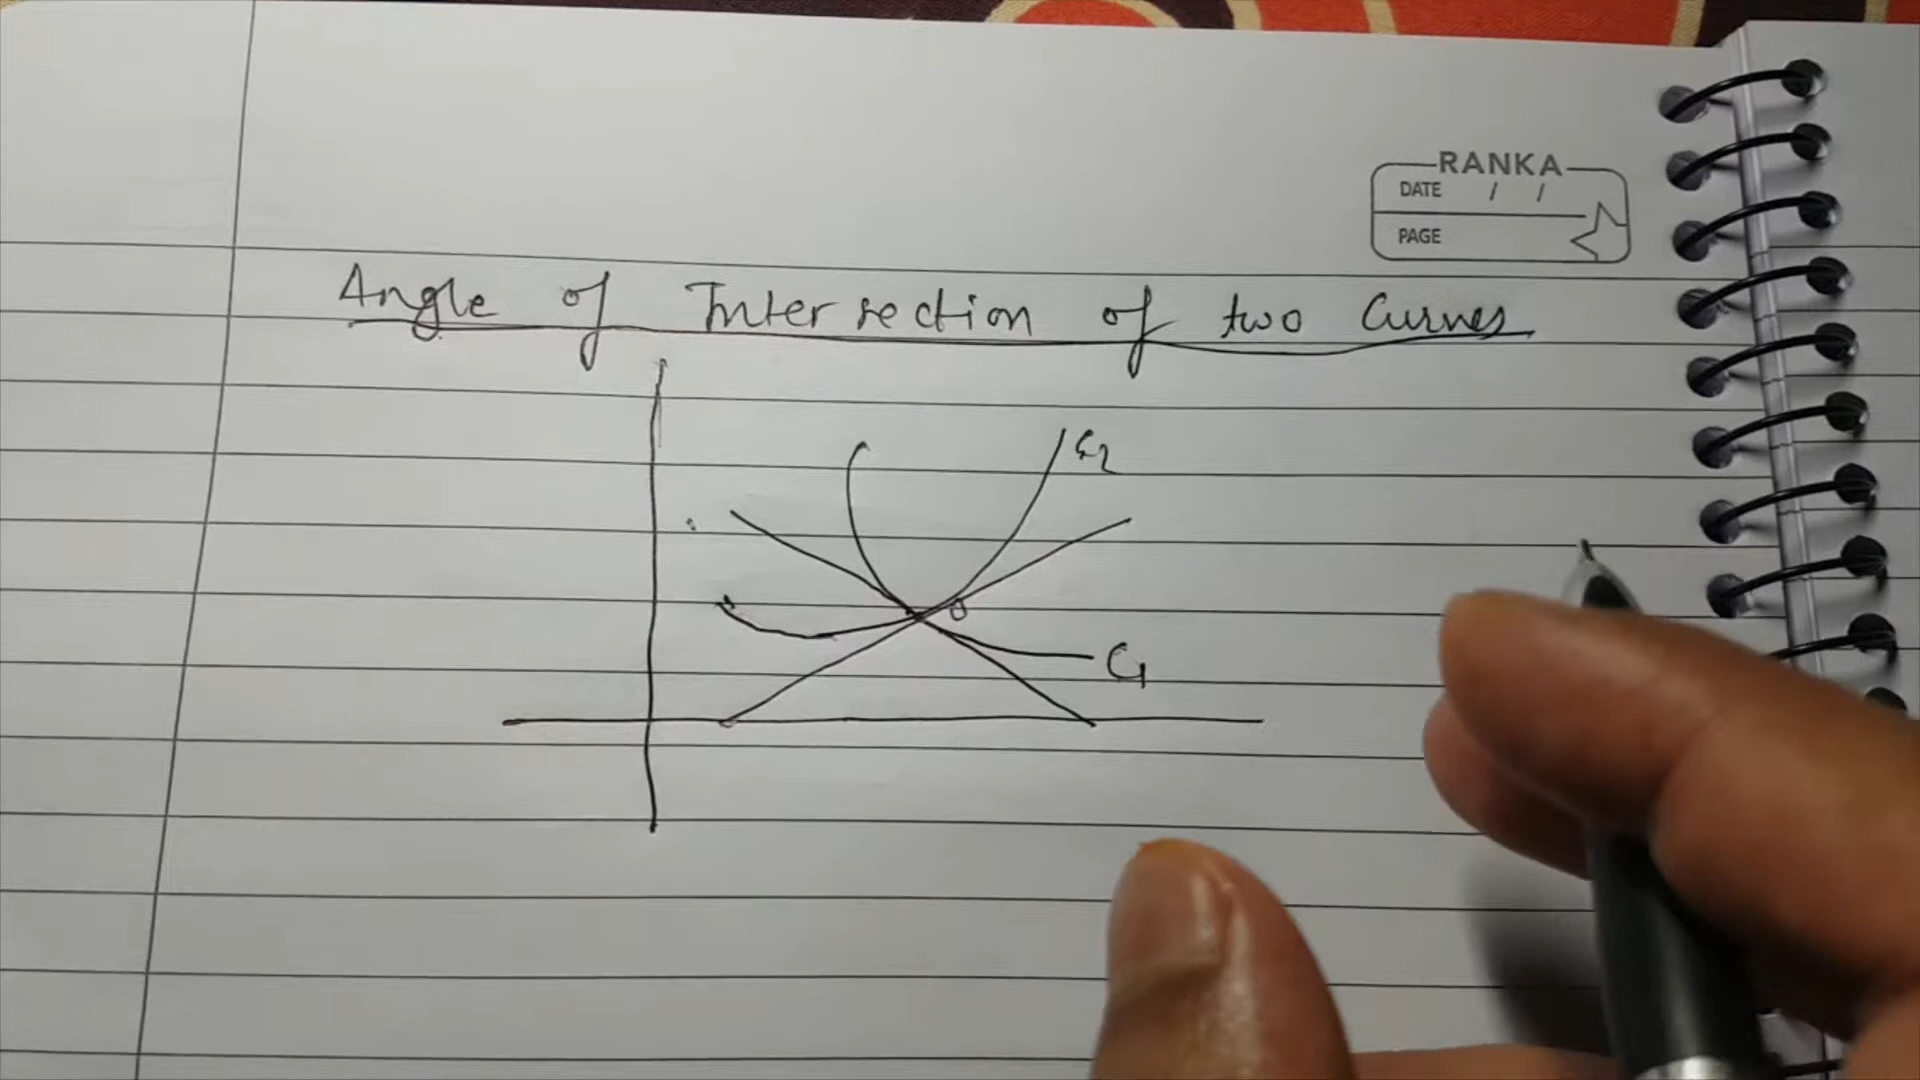 RANKA
DATE / /
PAGE
Angle of Intersection of two Curves
C2
C1